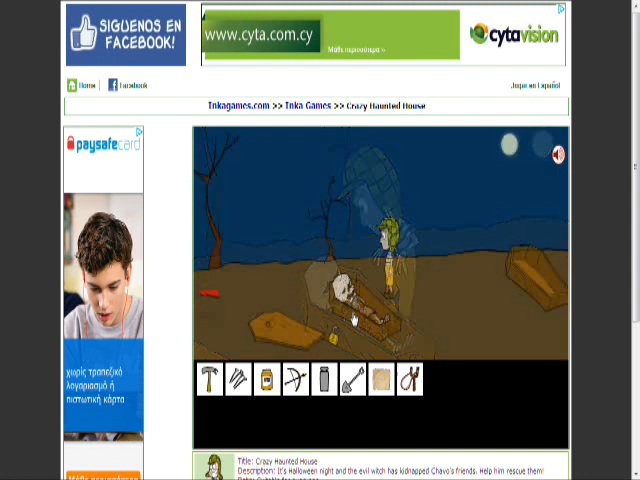 SIGUENOS EN
FACEBOOK!
www.cyta.com.cy
Μάθε περισσότερα >>
cytavision
Home | Facebook
Juega en Español
Inkagames.com >> Inka Games >> Crazy Haunted House
paysafecard
χωρίς τραπεζικό
λογαριασμό ή
πιστωτική κάρτα
Title: Crazy Haunted House
Description: It's Halloween night and the evil witch has kidnapped Chavo's friends. Help him rescue them!